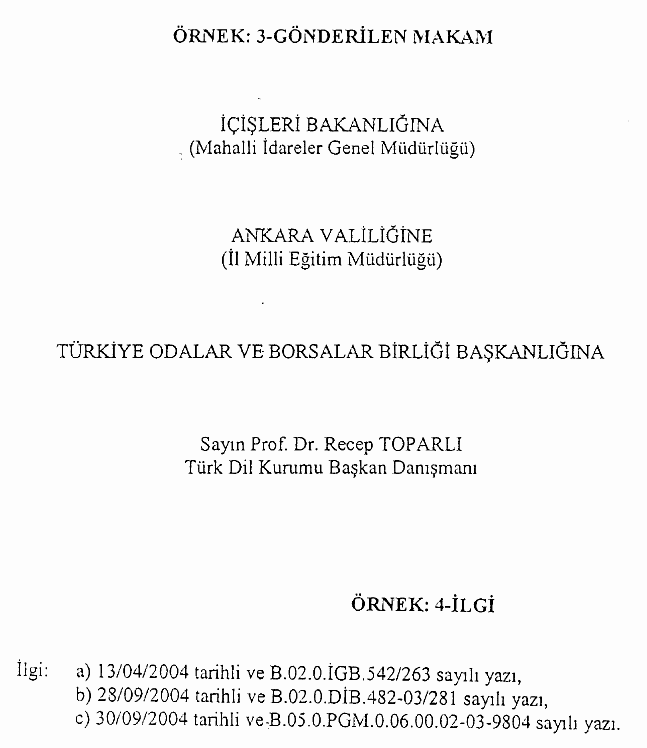 ÖRNEK: 3-GÖNDERİLEN MAKAM
İÇİŞLERİ BAKANLIĞINA
(Mahalli İdareler Genel Müdürlüğü)
ANKARA VALİLİĞİNE
(İl Milli Eğitim Müdürlüğü)
TÜRKİYE ODALAR VE BORSALAR BİRLİĞİ BAŞKANLIĞINA
Sayın Prof. Dr. Recep TOPARLI
Türk Dil Kurumu Başkan Danışmanı
ÖRNEK: 4-İLGİ
İlgi: a) 13/04/2004 tarihli ve B.02.0.İGB.542/263 sayılı yazı,
b) 28/09/2004 tarihli ve B.02.0.DİB.482-03/281 sayılı yazı,
c) 30/09/2004 tarihli ve B.05.0.PGM.0.06.00.02-03-9804 sayılı yazı.